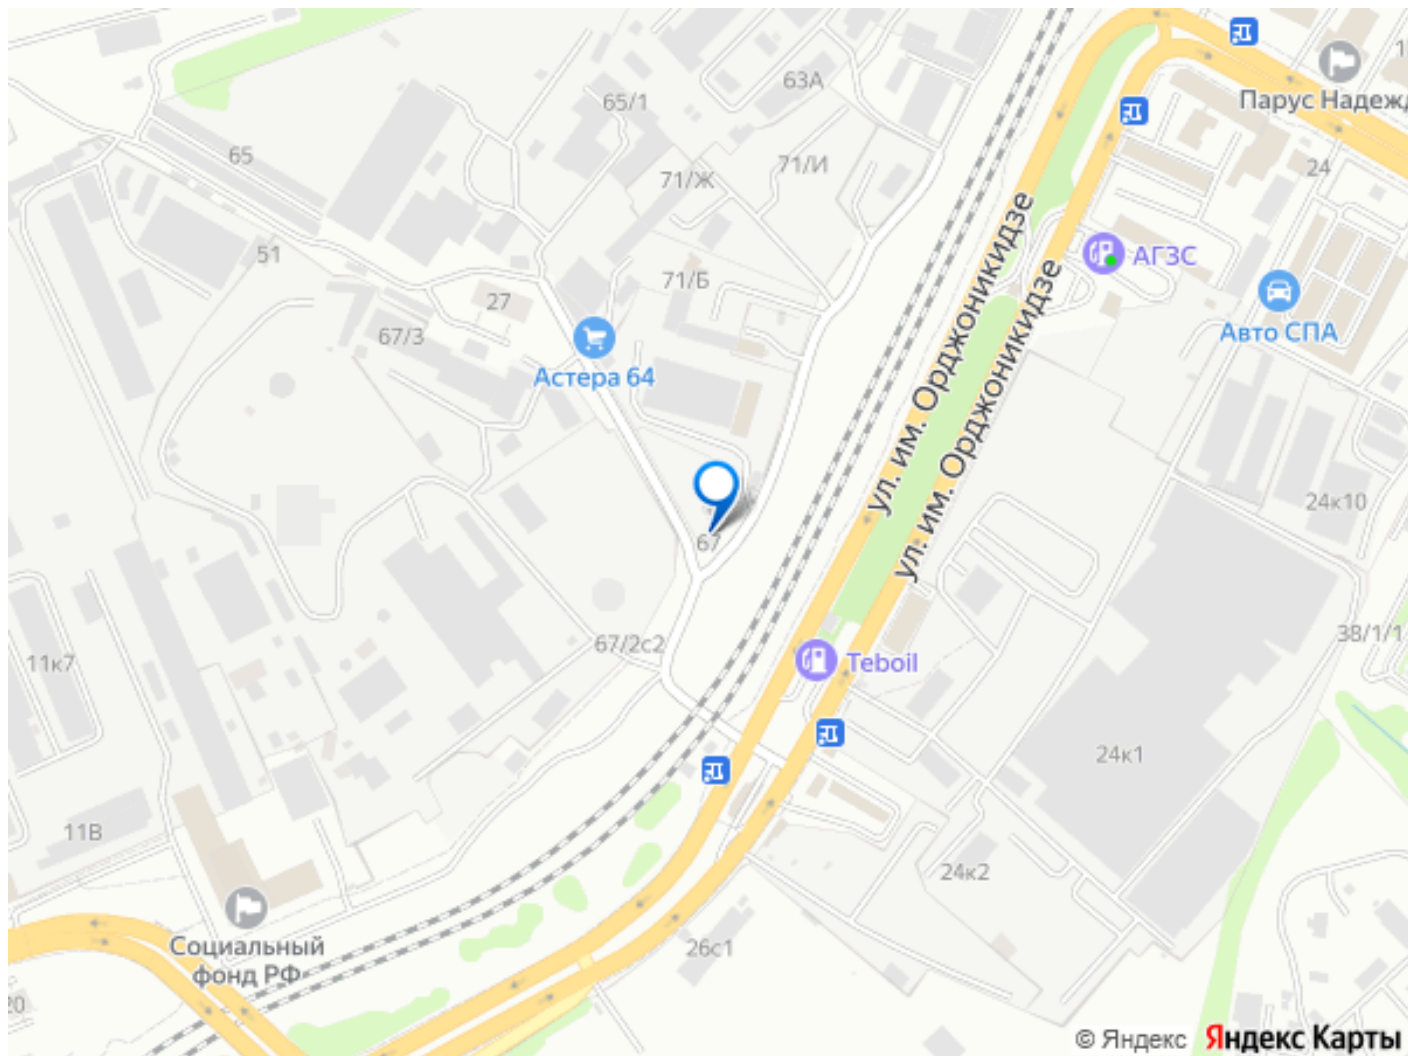 63А
65/1
Парус Надежд
65
71/Ж
71/И
24
51
АГЗС
71/Б
27
67/3
Авто СПА
Астера 64
ул. им. Орджоникидзе
ул. им. Орджоникидзе
24к10
67
67/2с2
38/1/1
11к7
Teboil
24к1
11В
24к2
Социальный
фонд РФ
26с1
20
© Яндекс Яндекс Карты